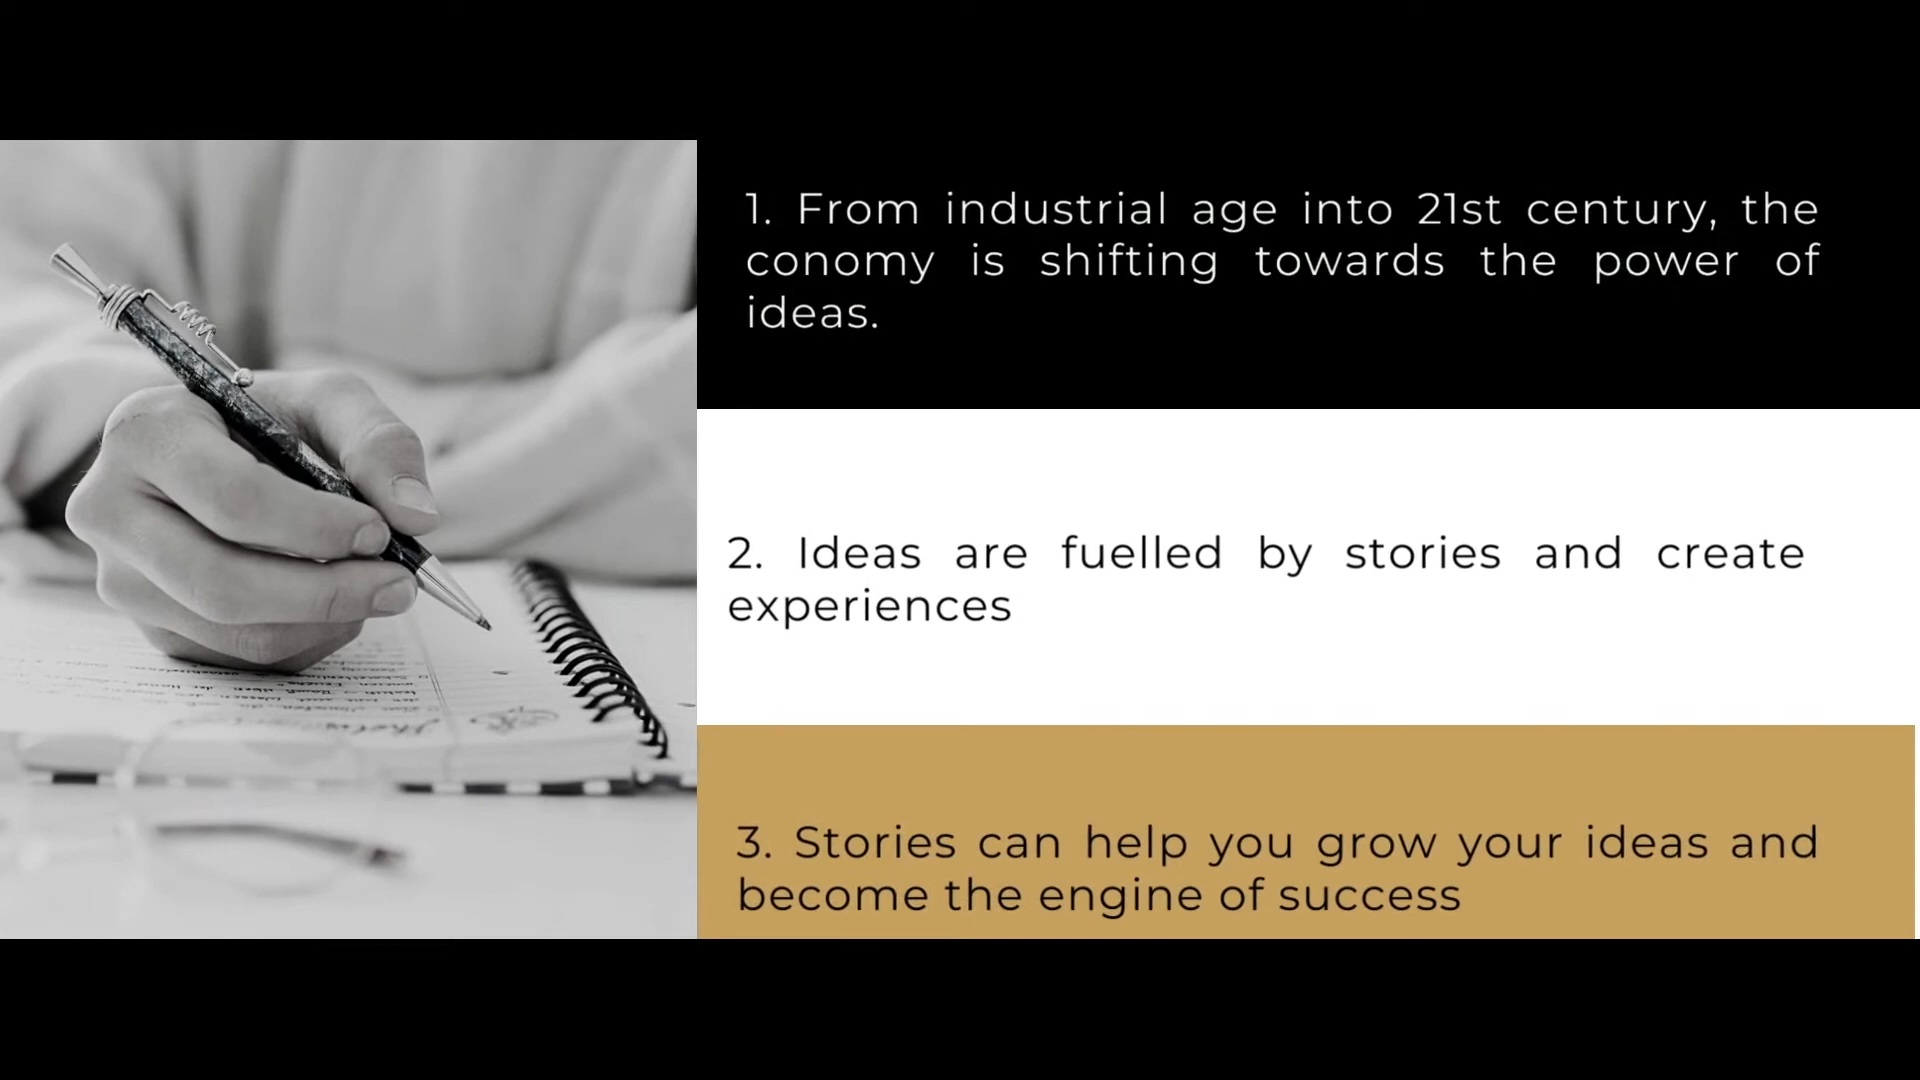 1. From industrial age into 21st century, the
conomy is shifting towards the power of
ideas.
2. Ideas are fuelled by stories and create
experiences
3. Stories can help you grow your ideas and
become the engine of success